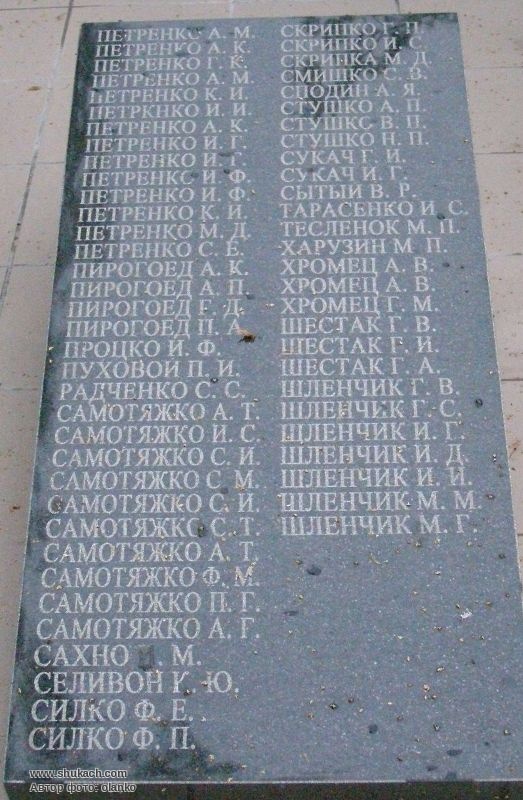 ПЕТРЕНКО А. М.
ПЕТРЕНКО А. К.
ПЕТРЕНКО Г. К.
ПЕТРЕНКО А. М.
ПЕТРЕНКО К. И.
ПЕТРКНКО И. И.
ПЕТРЕНКО А. К.
ПЕТРЕНКО И. Г.
ПЕТРЕНКО И. Г.
ПЕТРЕНКО И. Ф.
ПЕТРЕНКО И. Ф.
ПЕТРЕНКО К. И.
ПЕТРЕНКО М. Д.
ПЕТРЕНКО С. Е.
ПИРОГОЕД А. К.
ПИРОГОЕД А. П.
ПИРОГОЕД Г. Д.
ПИРОГОЕД П. А.
ПРОЦКО И. Ф.
ПУХОВОЙ П. И.
РАДЧЕНКО С. С.
САМОТЯЖКО А. Т.
САМОТЯЖКО И. С.
САМОТЯЖКО С. И.
САМОТЯЖКО С. М.
САМОТЯЖКО С. И.
САМОТЯЖКО С. Т.
САМОТЯЖКО А. Т.
САМОТЯЖКО Ф. М.
САМОТЯЖКО П. Г.
САМОТЯЖКО А. Г.
САХНО М.
СЕЛИВОН К. Ю.
СИЛКО Ф. Е.
СИЛКО Ф. П.
СКРИПКО Г. П.
СКРИПКО И. С.
СКРИПКА М. Д.
СМИШКО С. В.
СПОДИН А. Я.
СТУШКО А. П.
СТУШКО В. П.
СТУШКО Н. П.
СУКАЧ Г. И.
СУКАЧ И. Г.
СЫТЫЙ В. Р.
ТАРАСЕНКО И. С.
ТЕСЛЕНОК М. П.
ХАРУЗИН М. П.
ХРОМЕЦ А. В.
ХРОМЕЦ А. В.
ХРОМЕЦ Г. М.
ШЕСТАК Г. В.
ШЕСТАК Г. И.
ШЕСТАК Г. А.
ШЛЕНЧИК Г. В.
ШЛЕНЧИК Г. С.
ШЛЕНЧИК И. Г.
ШЛЕНЧИК И. Д.
ШЛЕНЧИК И. И.
ШЛЕНЧИК М. М.
ШЛЕНЧИК М. Г.
www.shukach.com
Автор фото: olanko